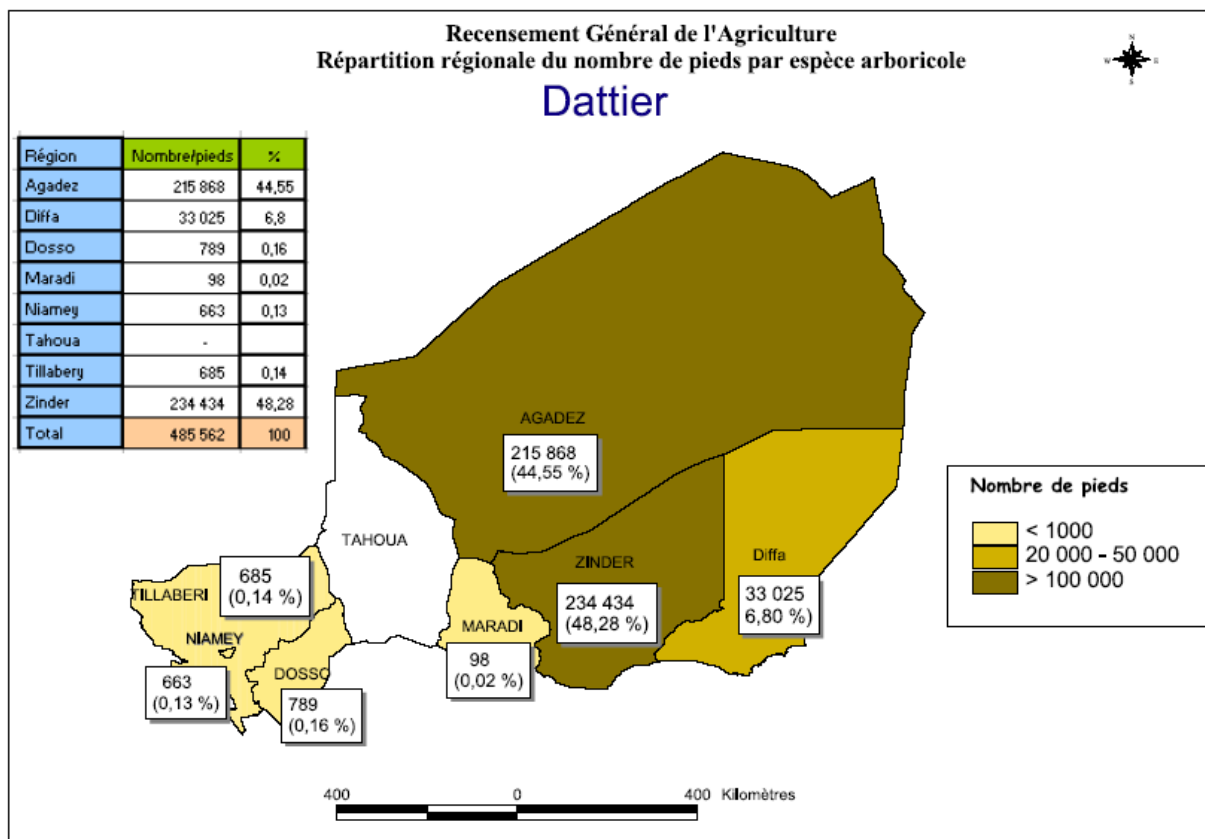 Recensement Général de l'Agriculture
Répartition régionale du nombre de pieds par espèce arboricole
Dattier
N
W E
S
Région Nombre/pieds %
Agadez 215 868 44,55
Diffa 33 025 6,8
Dosso 789 0,16
Maradi 98 0,02
Niamey 663 0,13
Tahoua -
Tillabery 685 0,14
Zinder 234 434 48,28
Total 485 562 100
AGADEZ
215 868
(44,55 %)
TAHOUA
ZINDER
234 434
(48,28 %)
Diffa
33 025
6,80 %)
685
(0,14 %)
TILLABERI
NIAMEY
663
(0,13 %)
DOSSO
789
(0,16 %)
MARADI
98
(0,02 %)
Nombre de pieds
< 1000
20 000 - 50 000
> 100 000
400 0 400 Kilomètres